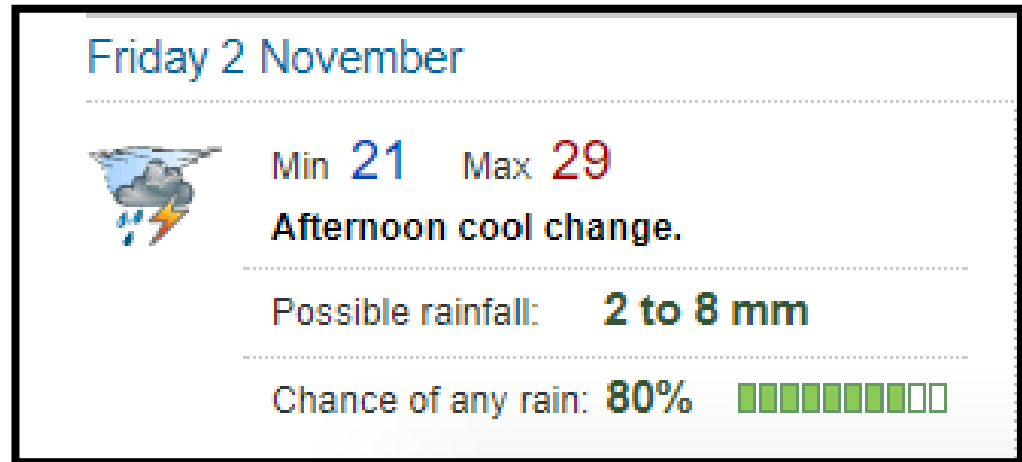 Friday 2 November
Min 21 Max 29
Afternoon cool change.
Possible rainfall: 2 to 8 mm
Chance of any rain: 80%